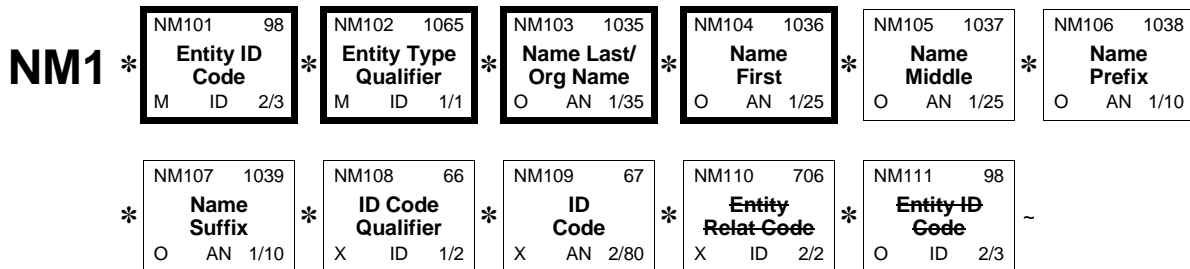 NM101 98 NM102 1065 NM103 1035 NM104 1036 NM105 1037 NM106 1038
NM1 * Entity ID Code * Entity Type Qualifier * Name Last/ Org Name * Name First * Name Middle * Name Prefix
M ID 2/3 M ID 1/1 O AN 1/35 O AN 1/25 O AN 1/25 O AN 1/10
NM107 1039 NM108 66 NM109 67 NM110 706 NM111 98
* Name Suffix * ID Code Qualifier * ID Code * Entity Relat Code * Entity ID Code ~
O AN 1/10 X ID 1/2 X AN 2/80 X ID 2/2 O ID 2/3